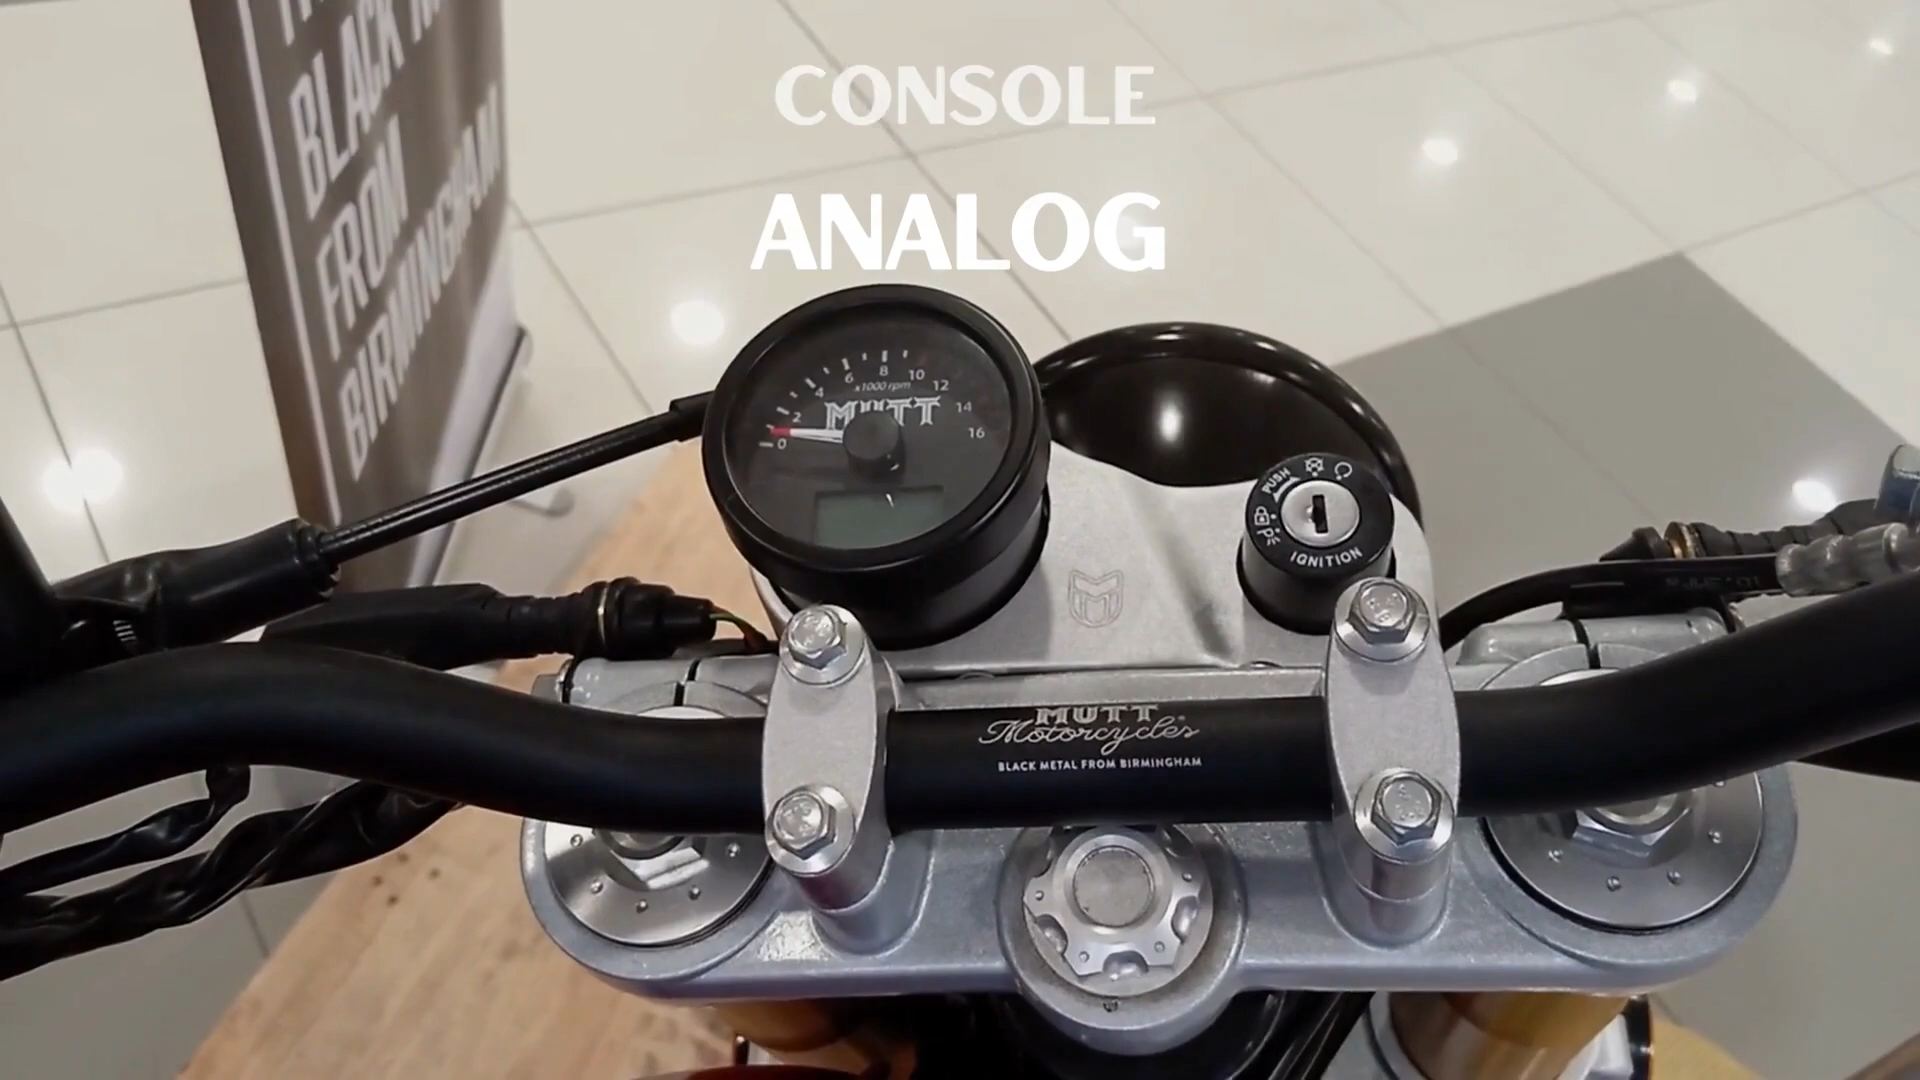 CONSOLE
ANALOG
BLACK
FROM
BIRMINGHAM
0 2 4 6 8 10 12 14 16
x1000 rpm
MUTT
PUSH
IGNITION
MUTT
Motorcycles
BLACK METAL FROM BIRMINGHAM